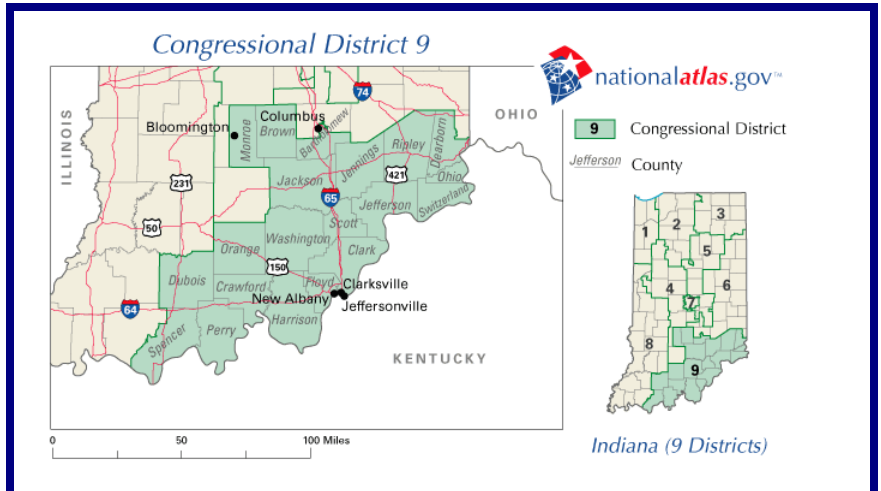 Congressional District 9
nationalatlas.gov™
OHIO
ILLINOIS
KENTUCKY
9 Congressional District
Jefferson County
74
Columbus
Bloomington
Monroe
Brown
Bartholomew
Jennings
Ripley
Dearborn
421
Ohio
Switzerland
Jackson
65
Jefferson
231
50
Scott
Washington
Orange
Clark
150
Dubois
Crawford
Floyd
Clarksville
New Albany
Jeffersonville
64
Harrison
Perry
Spencer
0 50 100 Miles
1
2
3
5
4
6
7
8
9
Indiana (9 Districts)